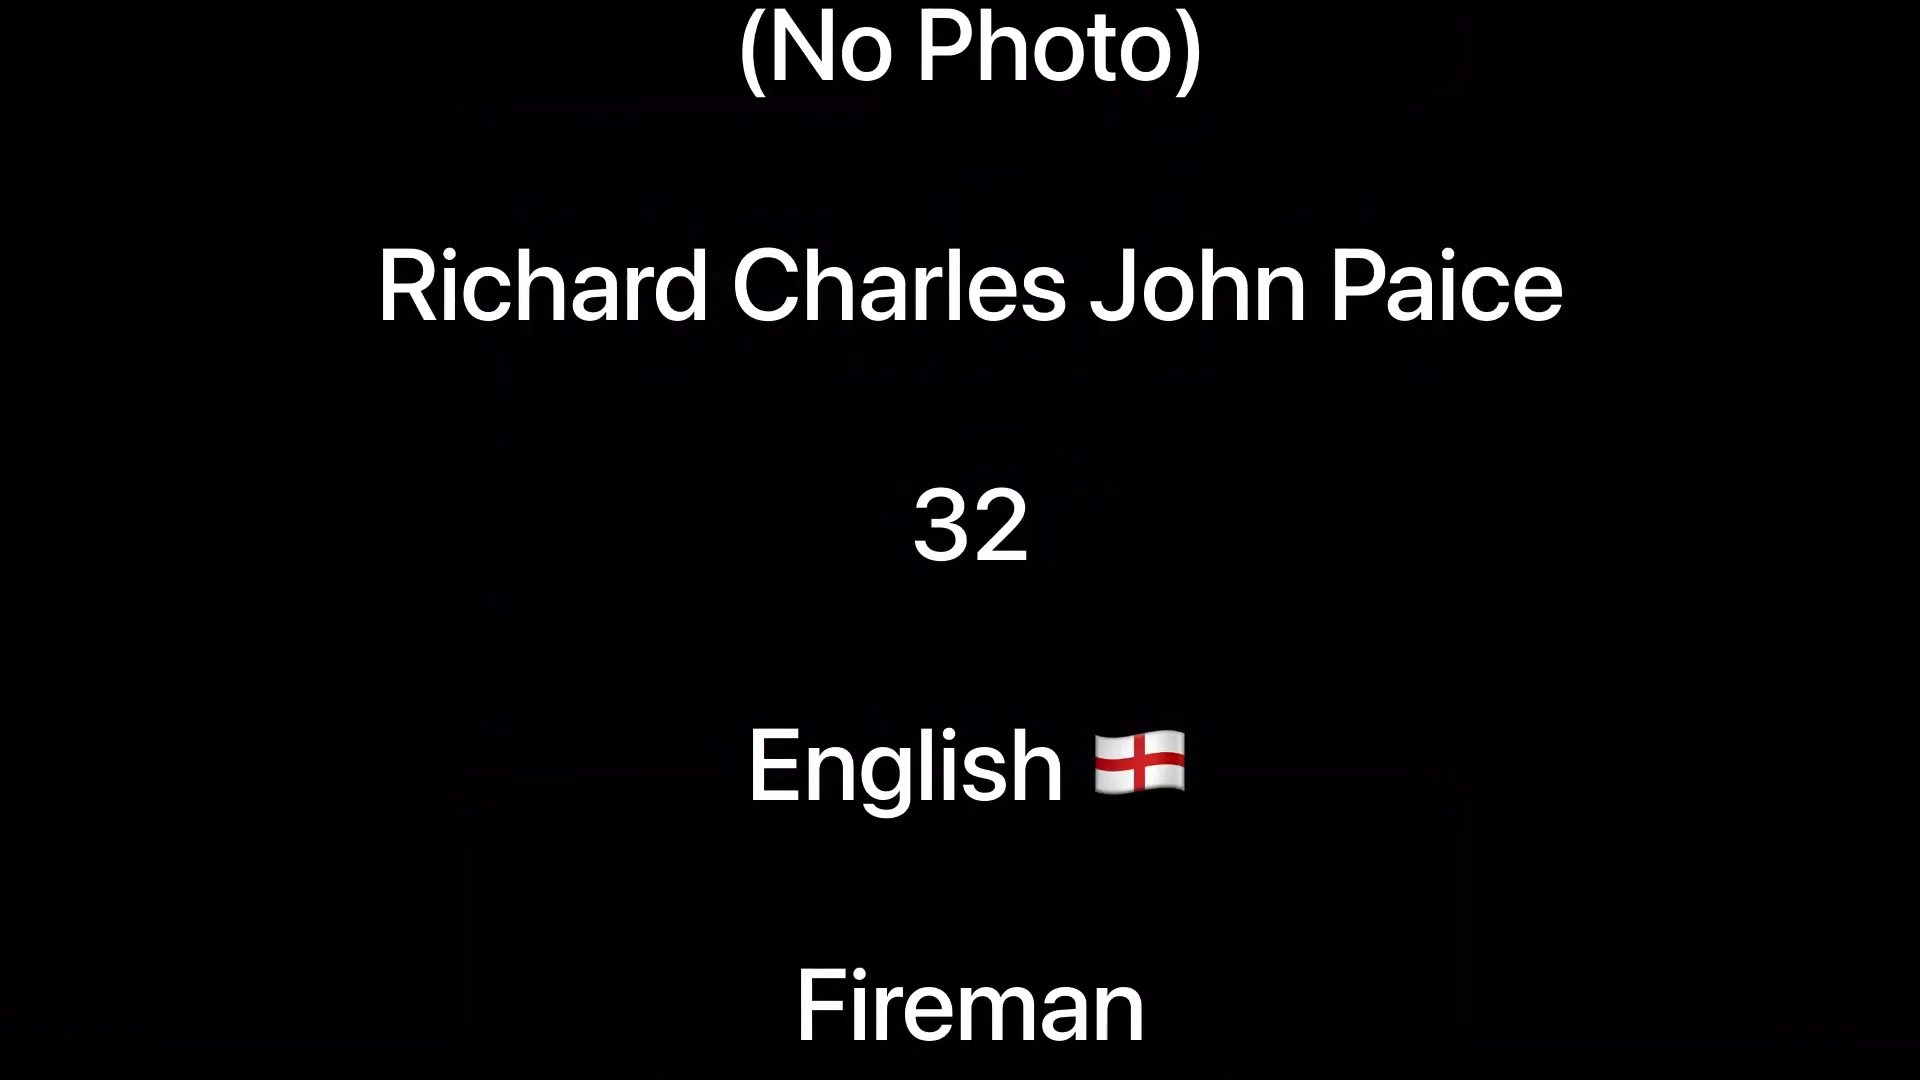 (No Photo)
Richard Charles John Paice
32
English 🏴󠁧󠁢󠁥󠁮󠁧󠁿
Fireman